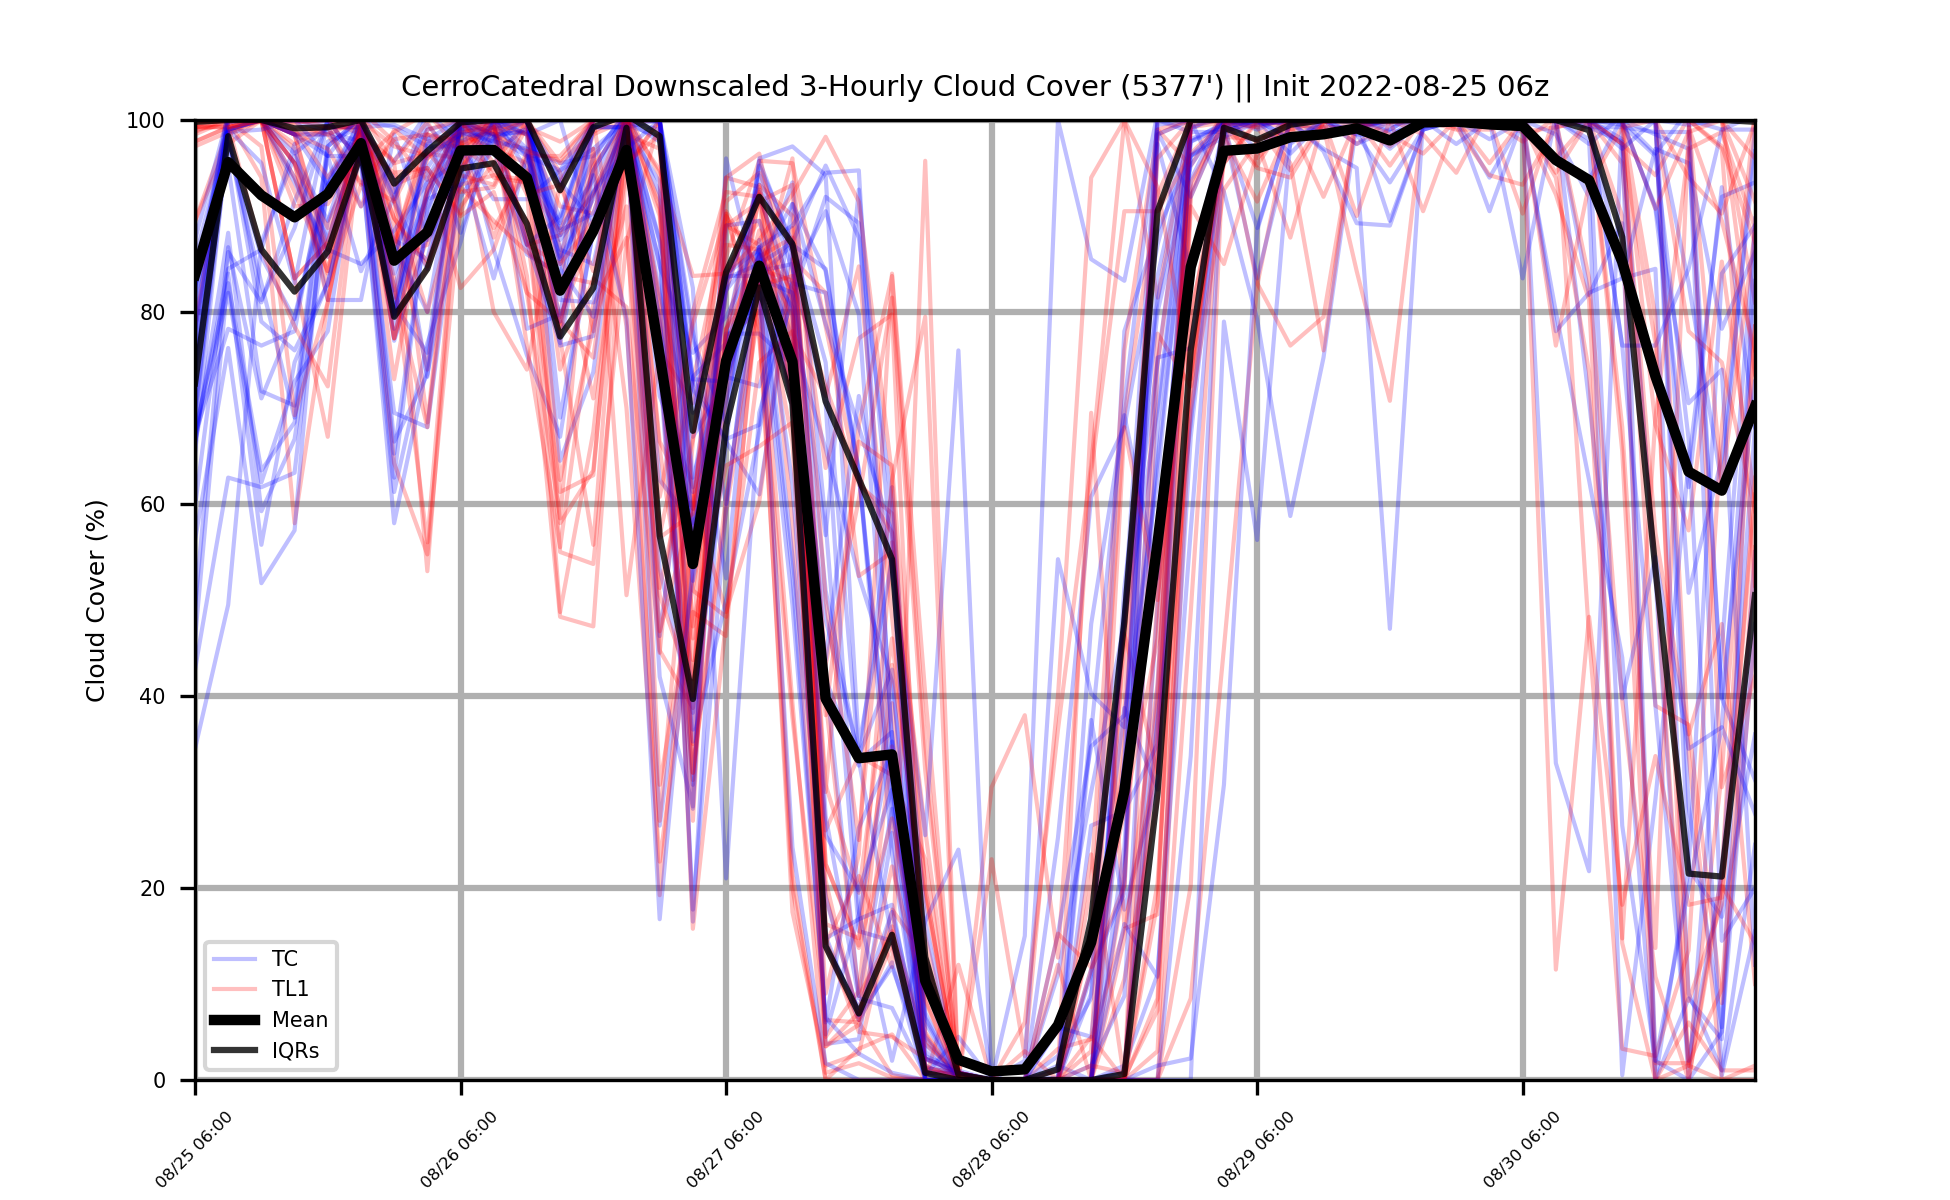 CerroCatedral Downscaled 3-Hourly Cloud Cover (5377') || Init 2022-08-25 06z
Cloud Cover (%)
100
80
60
40
20
0
TC
TL1
Mean
IQRs
08/25 06:00
08/26 06:00
08/27 06:00
08/28 06:00
08/29 06:00
08/30 06:00